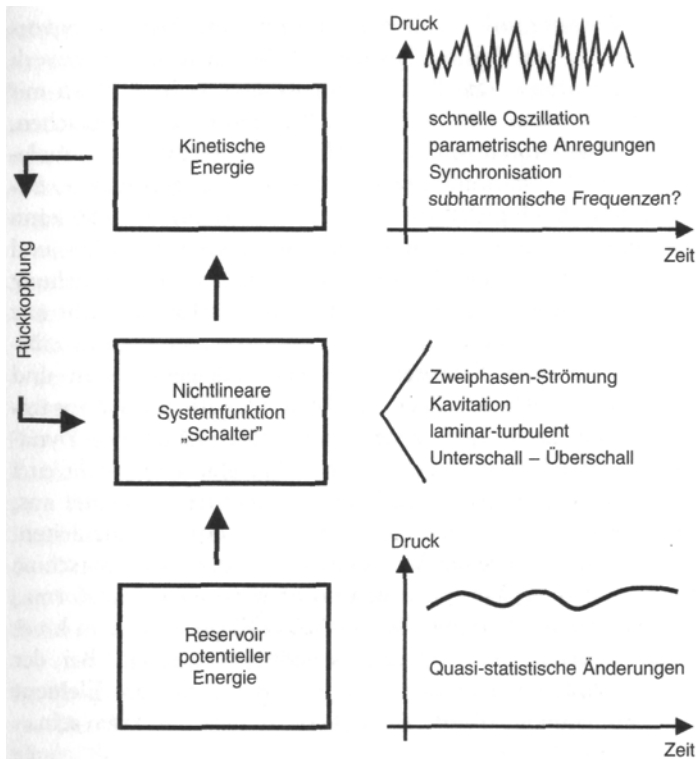 Druck
schnelle Oszillation
parametrische Anregungen
Synchronisation
subharmonische Frequenzen?
Zeit
Kinetische
Energie
Rückkopplung
Nichtlineare
Systemfunktion
„Schalter”
Zweiphasen-Strömung
Kavitation
laminar-turbulent
Unterschall – Überschall
Druck
Quasi-statistische Änderungen
Zeit
Reservoir
potentieller
Energie